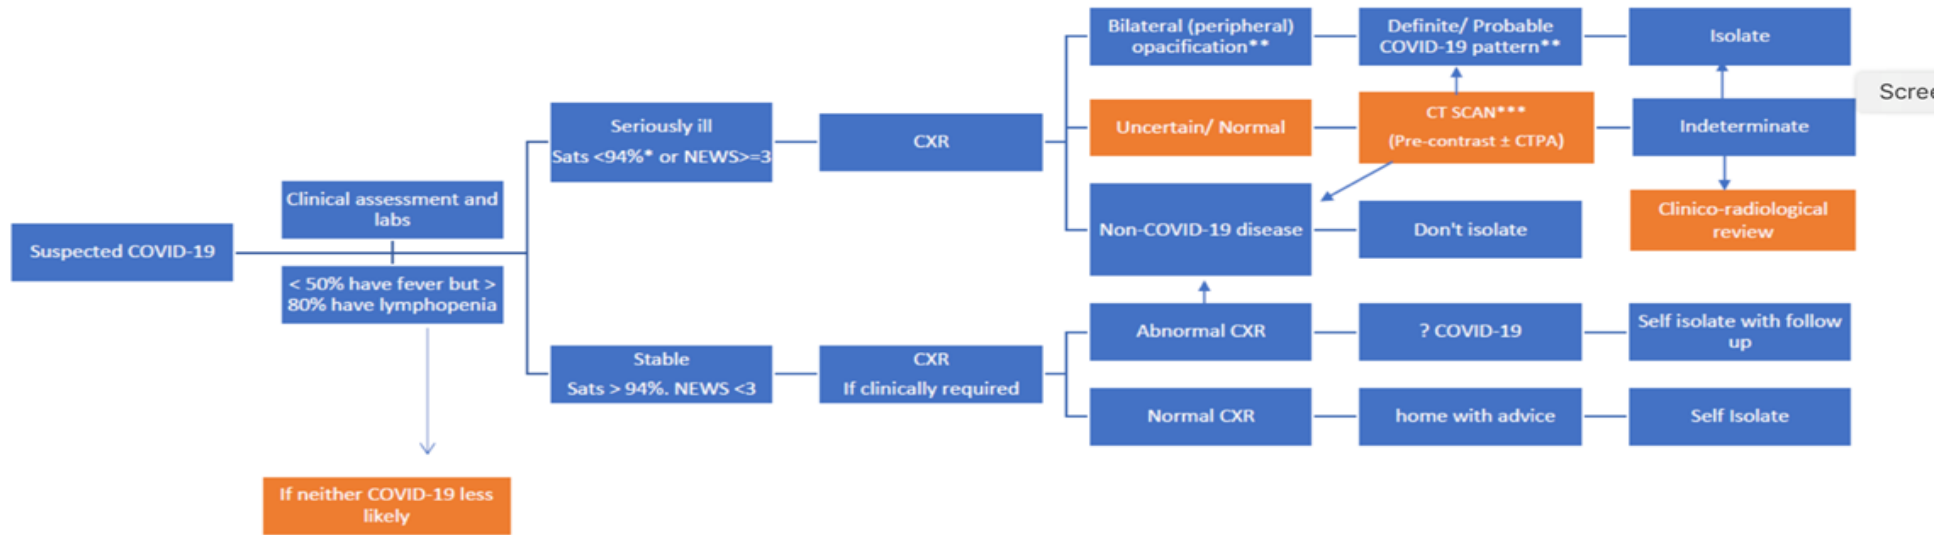 Suspected COVID-19
Clinical assessment and
labs
< 50% have fever but >
80% have lymphopenia
If neither COVID-19 less
likely
Seriously ill
Sats <94%* or NEWS>=3
CXR
Bilateral (peripheral)
opacification**
Definite/ Probable
COVID-19 pattern**
Isolate
Uncertain/ Normal
CT SCAN***
(Pre-contrast ± CTPA)
Indeterminate
Clinico-radiological
review
Non-COVID-19 disease
Don't isolate
Stable
Sats > 94%. NEWS <3
CXR
If clinically required
Abnormal CXR
? COVID-19
Self isolate with follow
up
Normal CXR
home with advice
Self Isolate
Scree